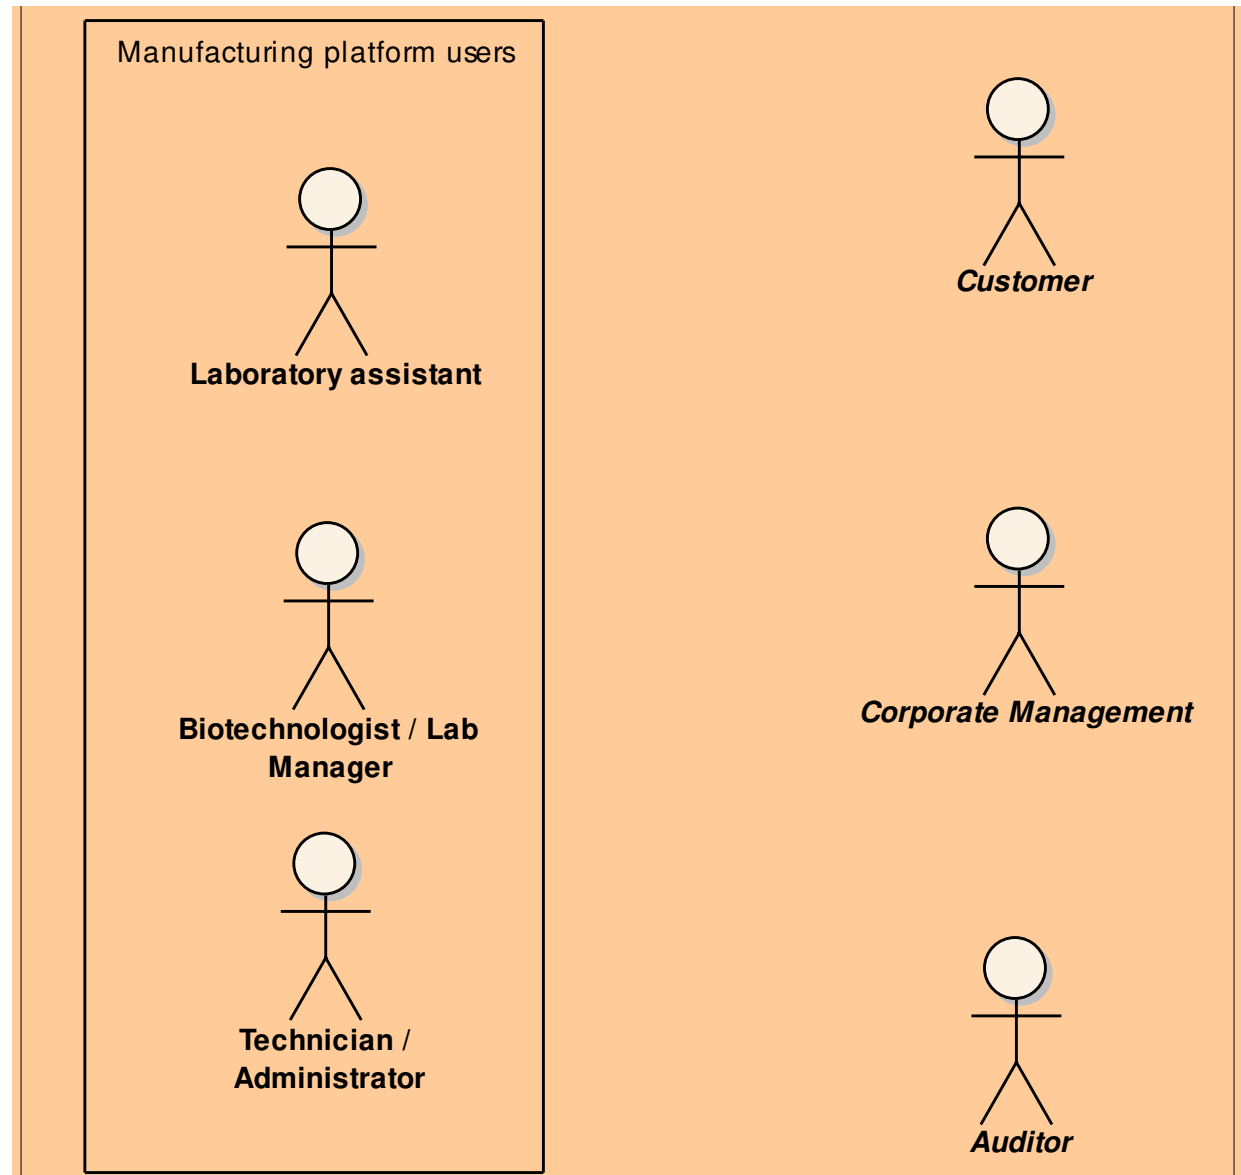 Manufacturing platform users
Laboratory assistant
Biotechnologist / Lab
Manager
Technician /
Administrator
Customer
Corporate Management
Auditor